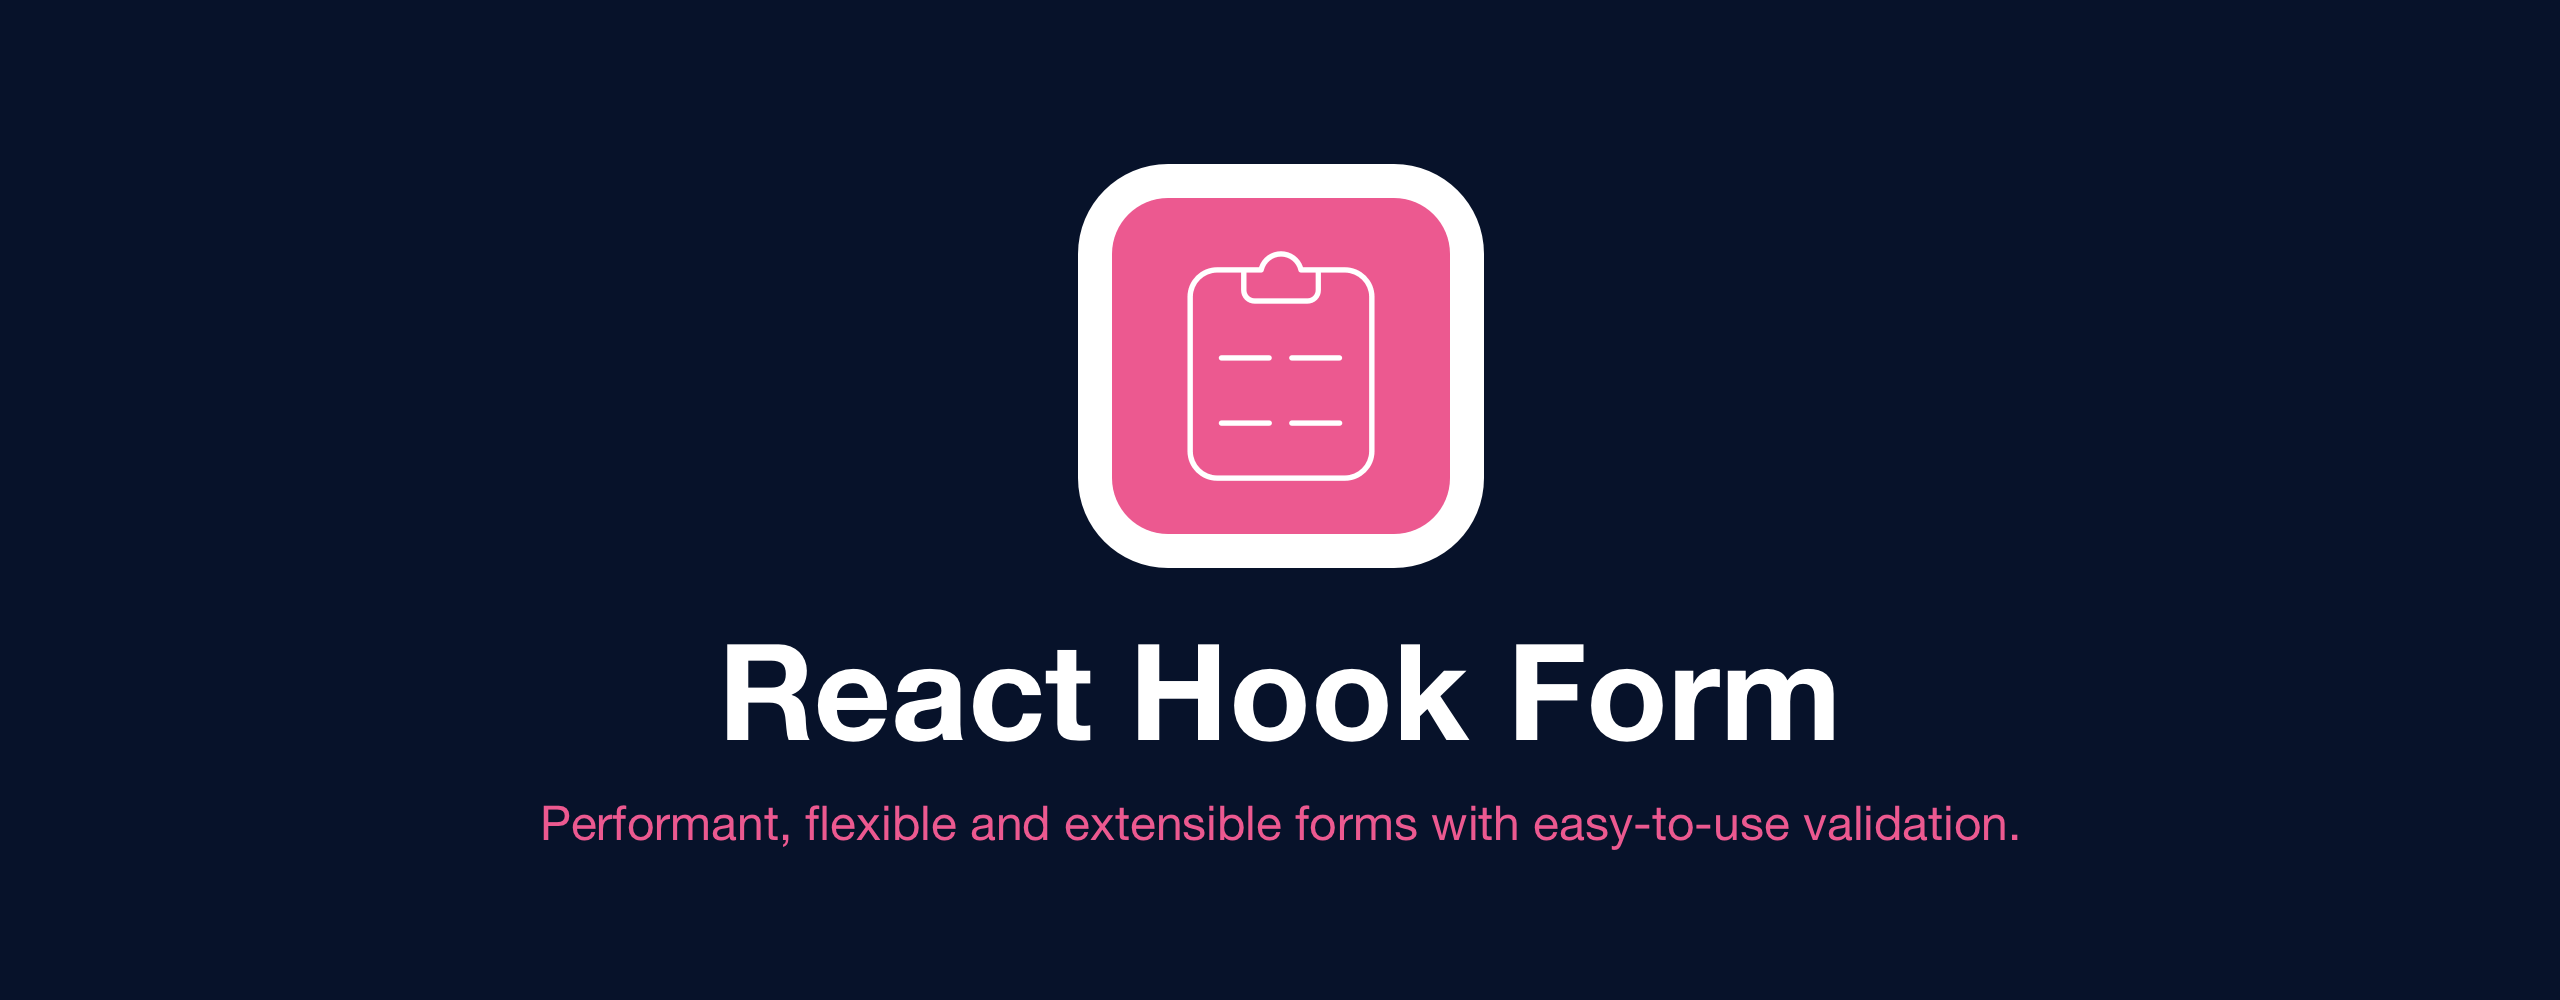 React Hook Form
Performant, flexible and extensible forms with easy-to-use validation.